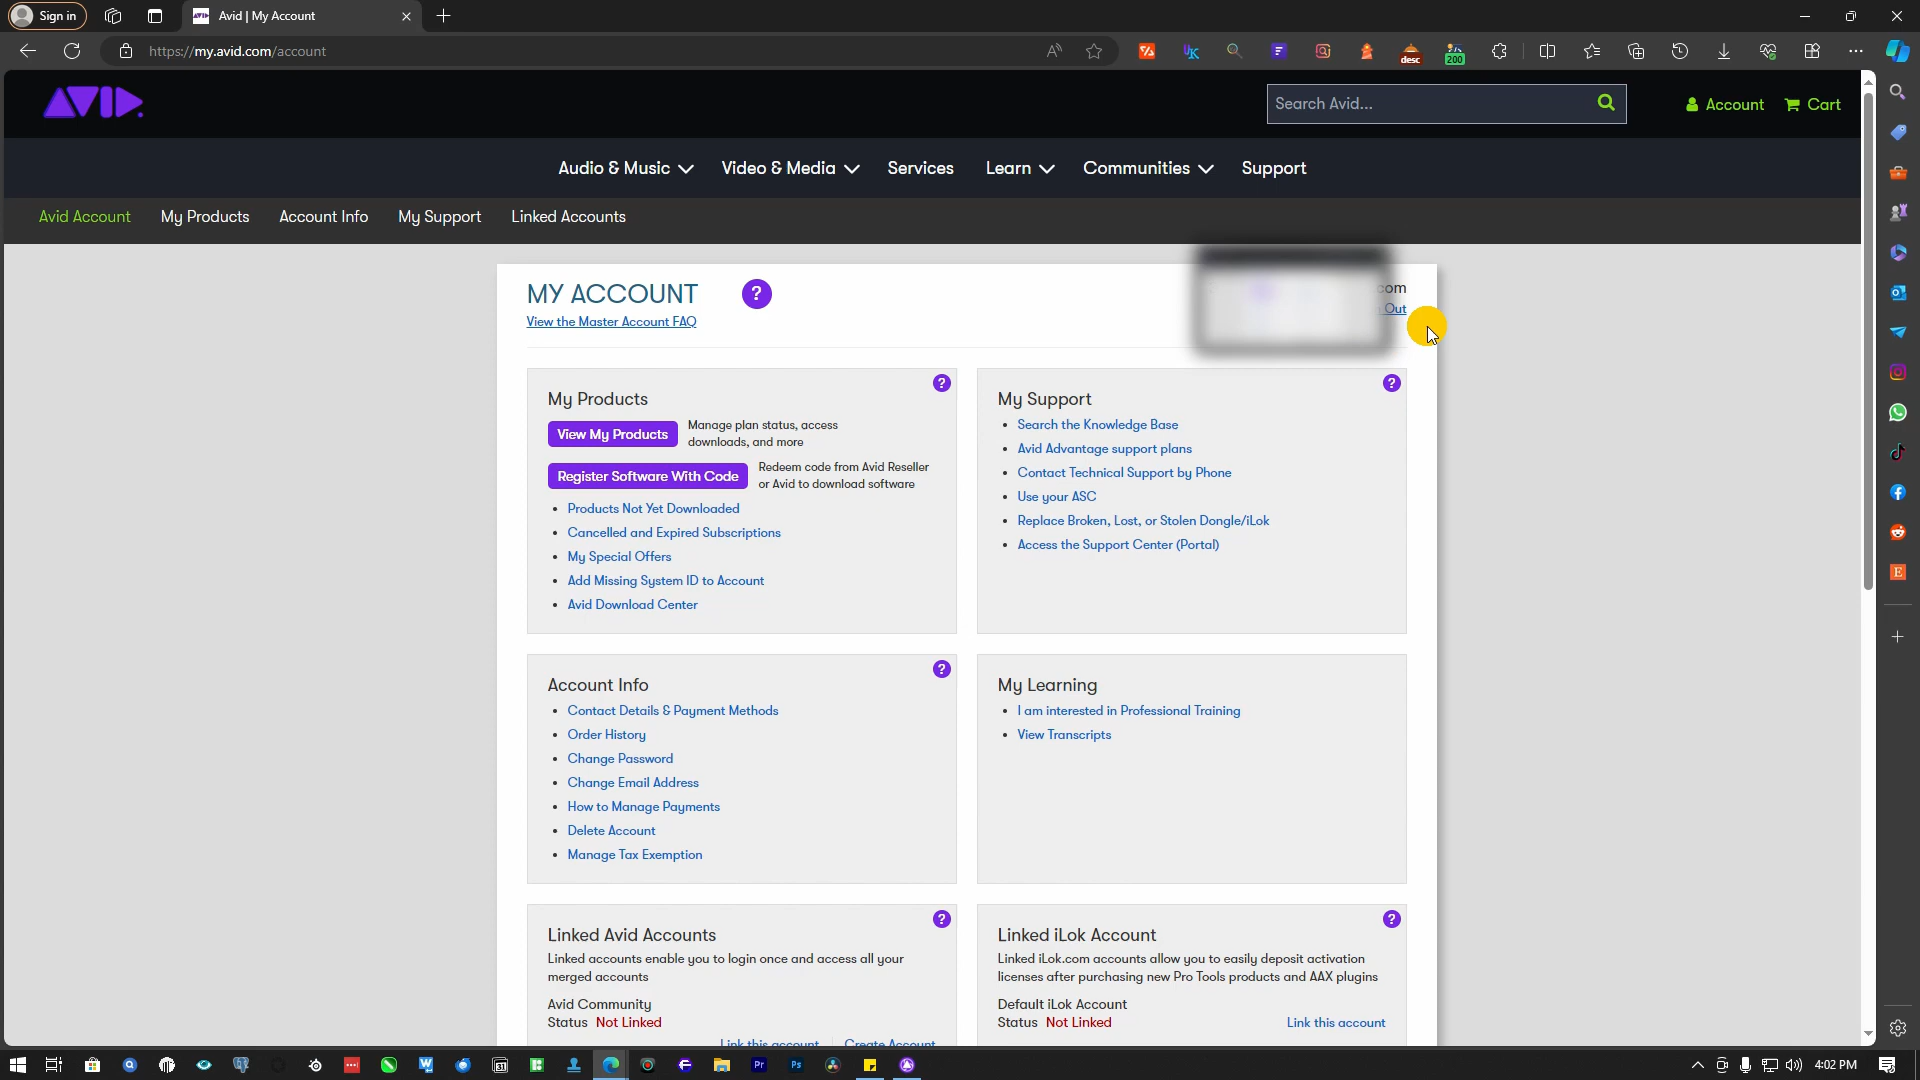 Sign in
Avid | My Account
https://my.avid.com/account
desc
200
AVID
Search Avid...
Account
Cart
Audio & Music
Video & Media
Services
Learn
Communities
Support
Avid Account
My Products
Account Info
My Support
Linked Accounts
MY ACCOUNT
?
.com
View the Master Account FAQ
Out
My Products
?
View My Products
Manage plan status, access
downloads, and more
Register Software With Code
Redeem code from Avid Reseller
or Avid to download software
• Products Not Yet Downloaded
• Cancelled and Expired Subscriptions
• My Special Offers
• Add Missing System ID to Account
• Avid Download Center
My Support
?
• Search the Knowledge Base
• Avid Advantage support plans
• Contact Technical Support by Phone
• Use your ASC
• Replace Broken, Lost, or Stolen Dongle/iLok
• Access the Support Center (Portal)
Account Info
?
• Contact Details & Payment Methods
• Order History
• Change Password
• Change Email Address
• How to Manage Payments
• Delete Account
• Manage Tax Exemption
My Learning
• I am interested in Professional Training
• View Transcripts
Linked Avid Accounts
?
Linked accounts enable you to login once and access all your
merged accounts
Avid Community
Status Not Linked
Link this account
Create Account
Linked iLok Account
?
Linked iLok.com accounts allow you to easily deposit activation
licenses after purchasing new Pro Tools products and AAX plugins
Default iLok Account
Status Not Linked
Link this account
4:02 PM